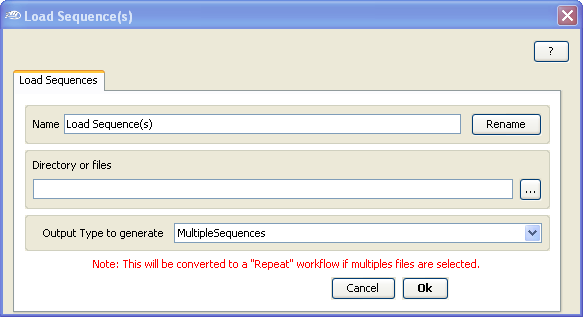 Load Sequence(s)
?
Load Sequences
Name Load Sequence(s) Rename
Directory or files
...
Output Type to generate MultipleSequences
Note: This will be converted to a "Repeat" workflow if multiples files are selected.
Cancel Ok